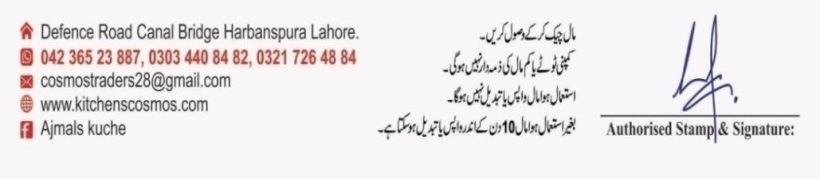 Defence Road Canal Bridge Harbanspura Lahore.
042 365 23 887, 0303 440 84 82, 0321 726 48 84
cosmostraders28@gmail.com
www.kitchenscosmos.com
Ajmals kuche
مال چیک کر کے وصول کریں۔
کمپنی ٹوٹے یا کم مال کی ذمہ دار نہیں ہوگی۔
استعمال ہوا مال واپس یا تبدیل نہیں ہوگا۔
بغیر استعمال ہوا مال 10 دن کے اندر واپس یا تبدیل ہوسکتا ہے۔
Authorised Stamp & Signature: